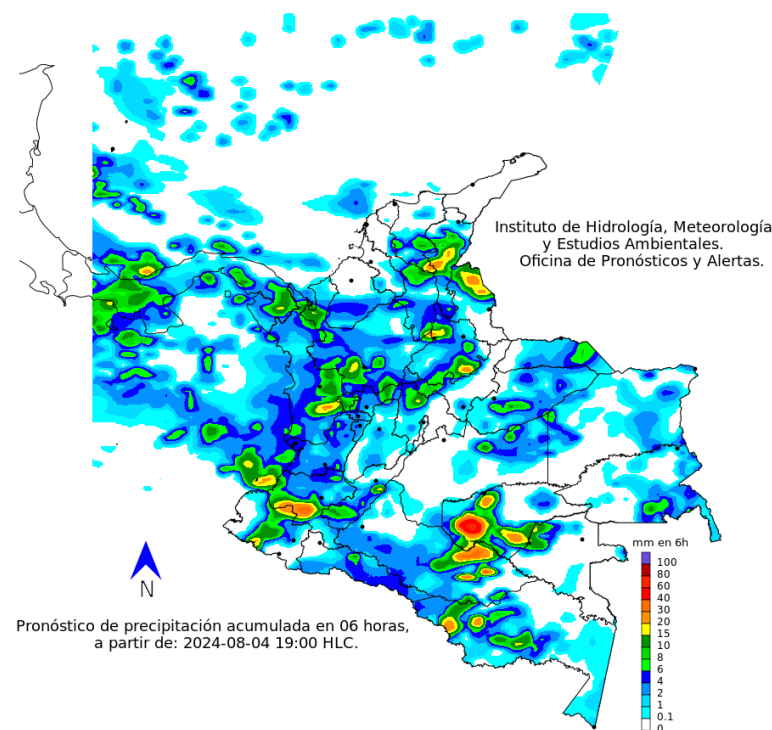 Instituto de Hidrología, Meteorología
y Estudios Ambientales.
Oficina de Pronósticos y Alertas.
mm en 6h
100
80
60
40
30
20
15
10
8
6
4
2
1
0.1
0
N
Pronóstico de precipitación acumulada en 06 horas,
a partir de: 2024-08-04 19:00 HLC.